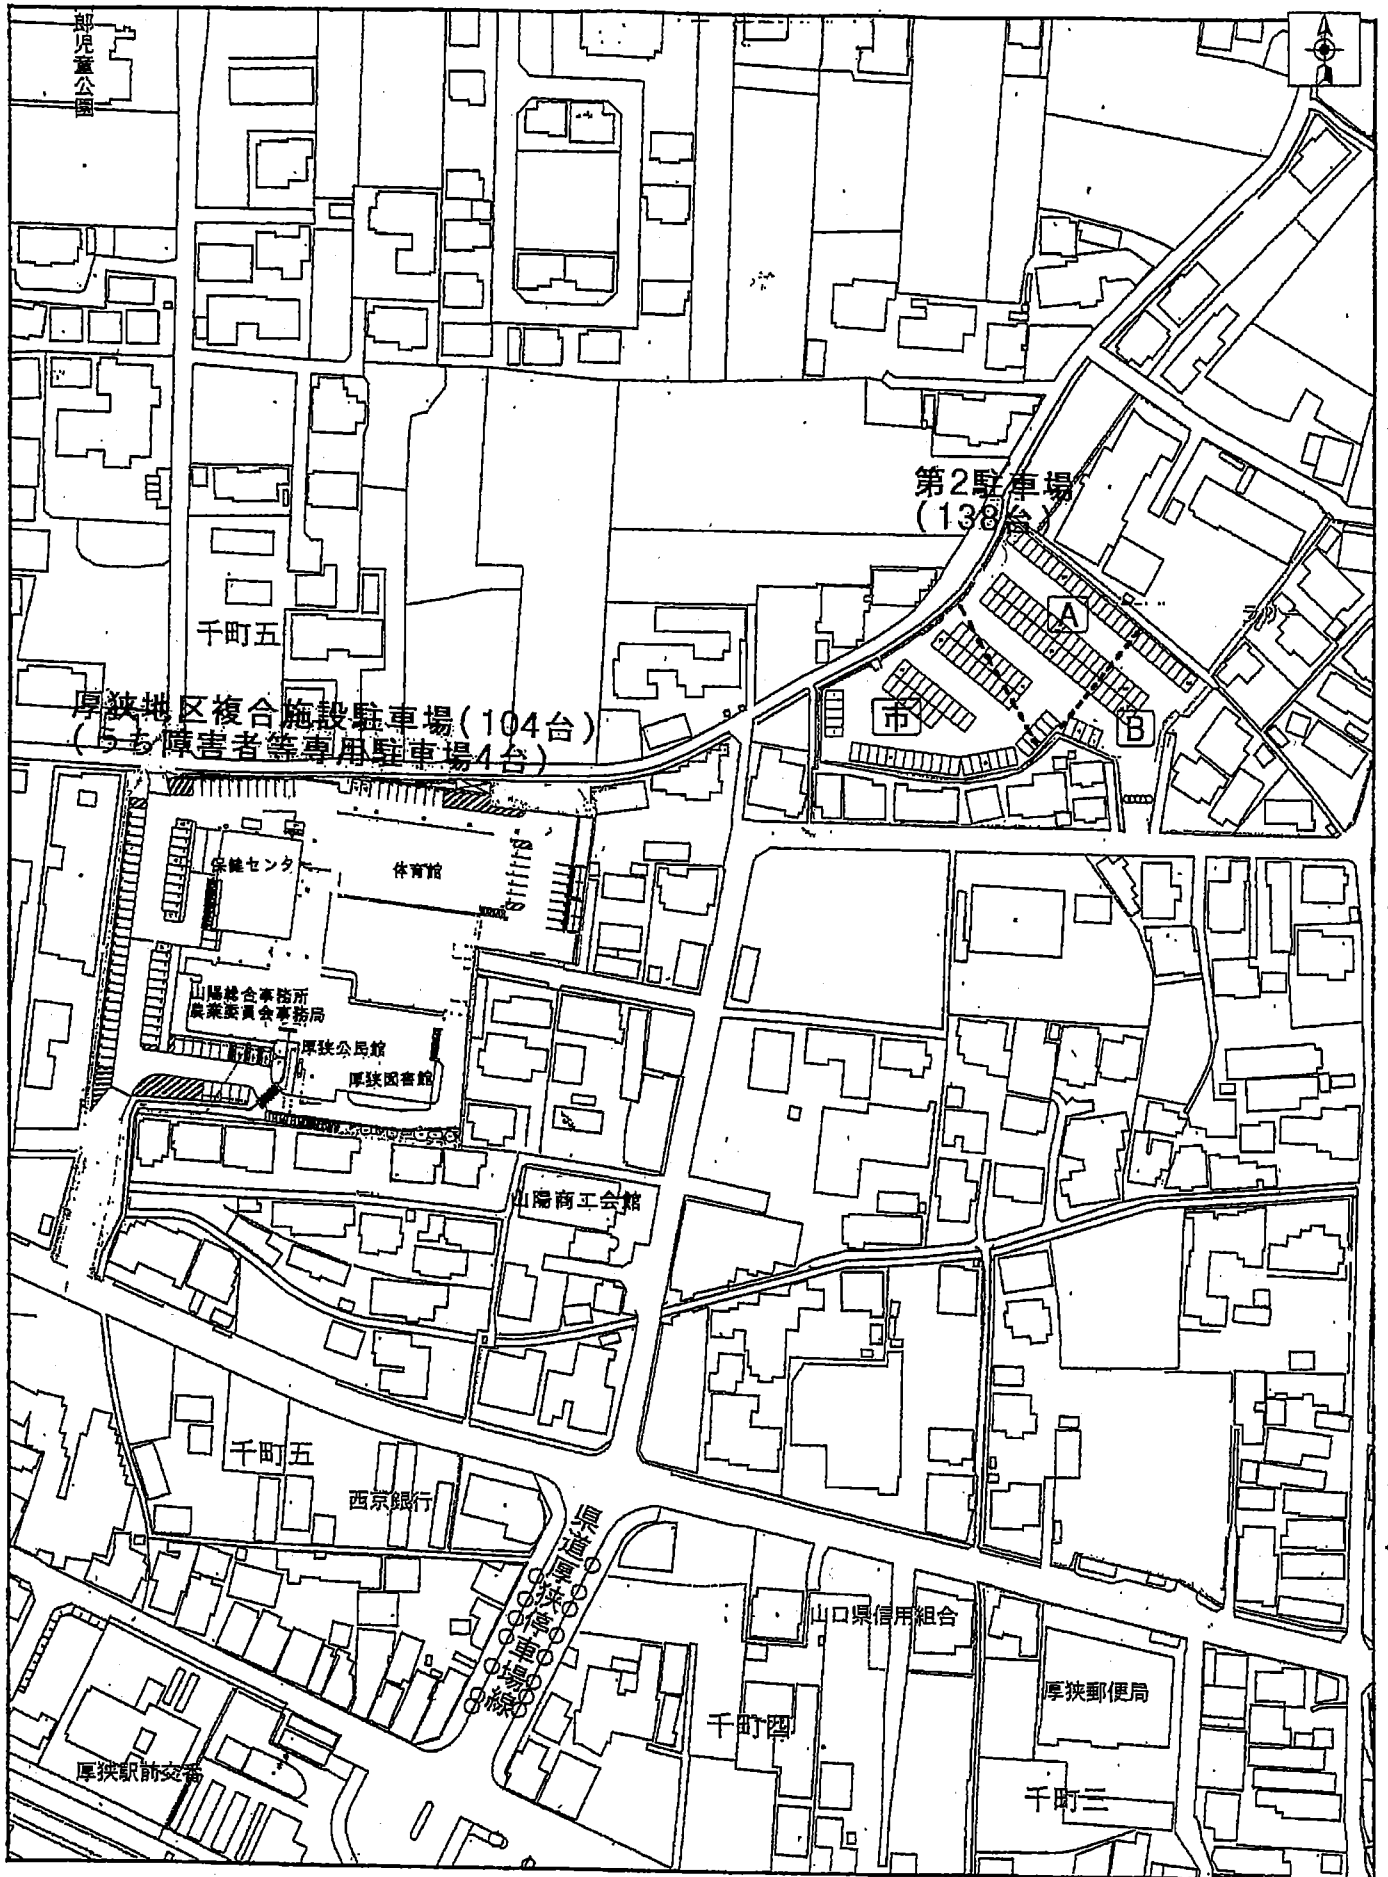 郎児童公園
第2駐車場
(138台)
A
千町五
市
B
厚狭地区複合施設駐車場(104台)
(うち障害者等専用駐車場4台)
保健センター
体育館
山陽総合事務所
農業委員会事務局
厚狭公民館
厚狭図書館
山陽商工会館
千町五
西京銀行
県道厚狭停車場線
山口県信用組合
厚狭郵便局
千町四
厚狭駅前交番
千町三